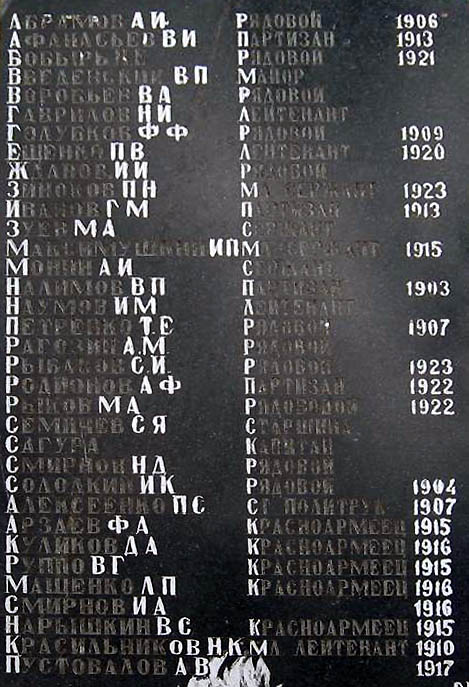 АБРАМОВ А И РЯДОВОЙ 1906
АФАНАСЬЕВ В И ПАРТИЗАН 1913
РЯДОВОЙ 1921
ВВЕДЕНСКИЙ В П МАЙОР
ВОРОБЬЕВ В А РЯДОВОЙ
ГАВРИЛОВ Н И ЛЕЙТЕНАНТ
ГОЛУБКОВ Ф Ф РЯДОВОЙ 1909
ЕЩЕНКО П В ЛЕЙТЕНАНТ 1920
ЖДАНОВ И И РЯДОВОЙ
ЗИНОКОВ П Н МЛ СЕРЖАНТ 1923
ИВАНОВ Г М ПАРТИЗАН 1913
ЗУЕВ М А СЕРЖАНТ
МАКСИМУШКИН И П МЛ СЕРЖАНТ 1915
МОНИН А И СЕРЖАНТ
НАЛИМОВ В П ПАРТИЗАН 1903
НАУМОВ И М ЛЕЙТЕНАНТ
ПЕТРЕНКО Т Е РЯДОВОЙ 1907
РАГОЗИН А М РЯДОВОЙ
РЫБАКОВ С И РЯДОВОЙ 1923
РОДИОНОВ А Ф ПАРТИЗАН 1922
РЫКОВ М А РЯДОВОЙ 1922
СЕМИЧЕВ С Я СТАРШИНА
САГУРА КАПИТАН
СМИРНОВ Н Д РЯДОВОЙ
СОЛОДКИН И К РЯДОВОЙ 1904
АЛЕКСЕЕНКО П С СТ ПОЛИТРУК 1907
АРЗАЕВ Ф А КРАСНОАРМЕЕЦ 1915
КУЛИКОВ Д А КРАСНОАРМЕЕЦ 1916
РУППО В Г КРАСНОАРМЕЕЦ 1915
МАЩЕНКО Л П КРАСНОАРМЕЕЦ 1916
СМИРНОВ И А 1916
НАРЫШКИН В С КРАСНОАРМЕЕЦ 1915
КРАСИЛЬНИКОВ Н К МЛ ЛЕЙТЕНАНТ 1910
ПУСТОВАЛОВ А В 1917